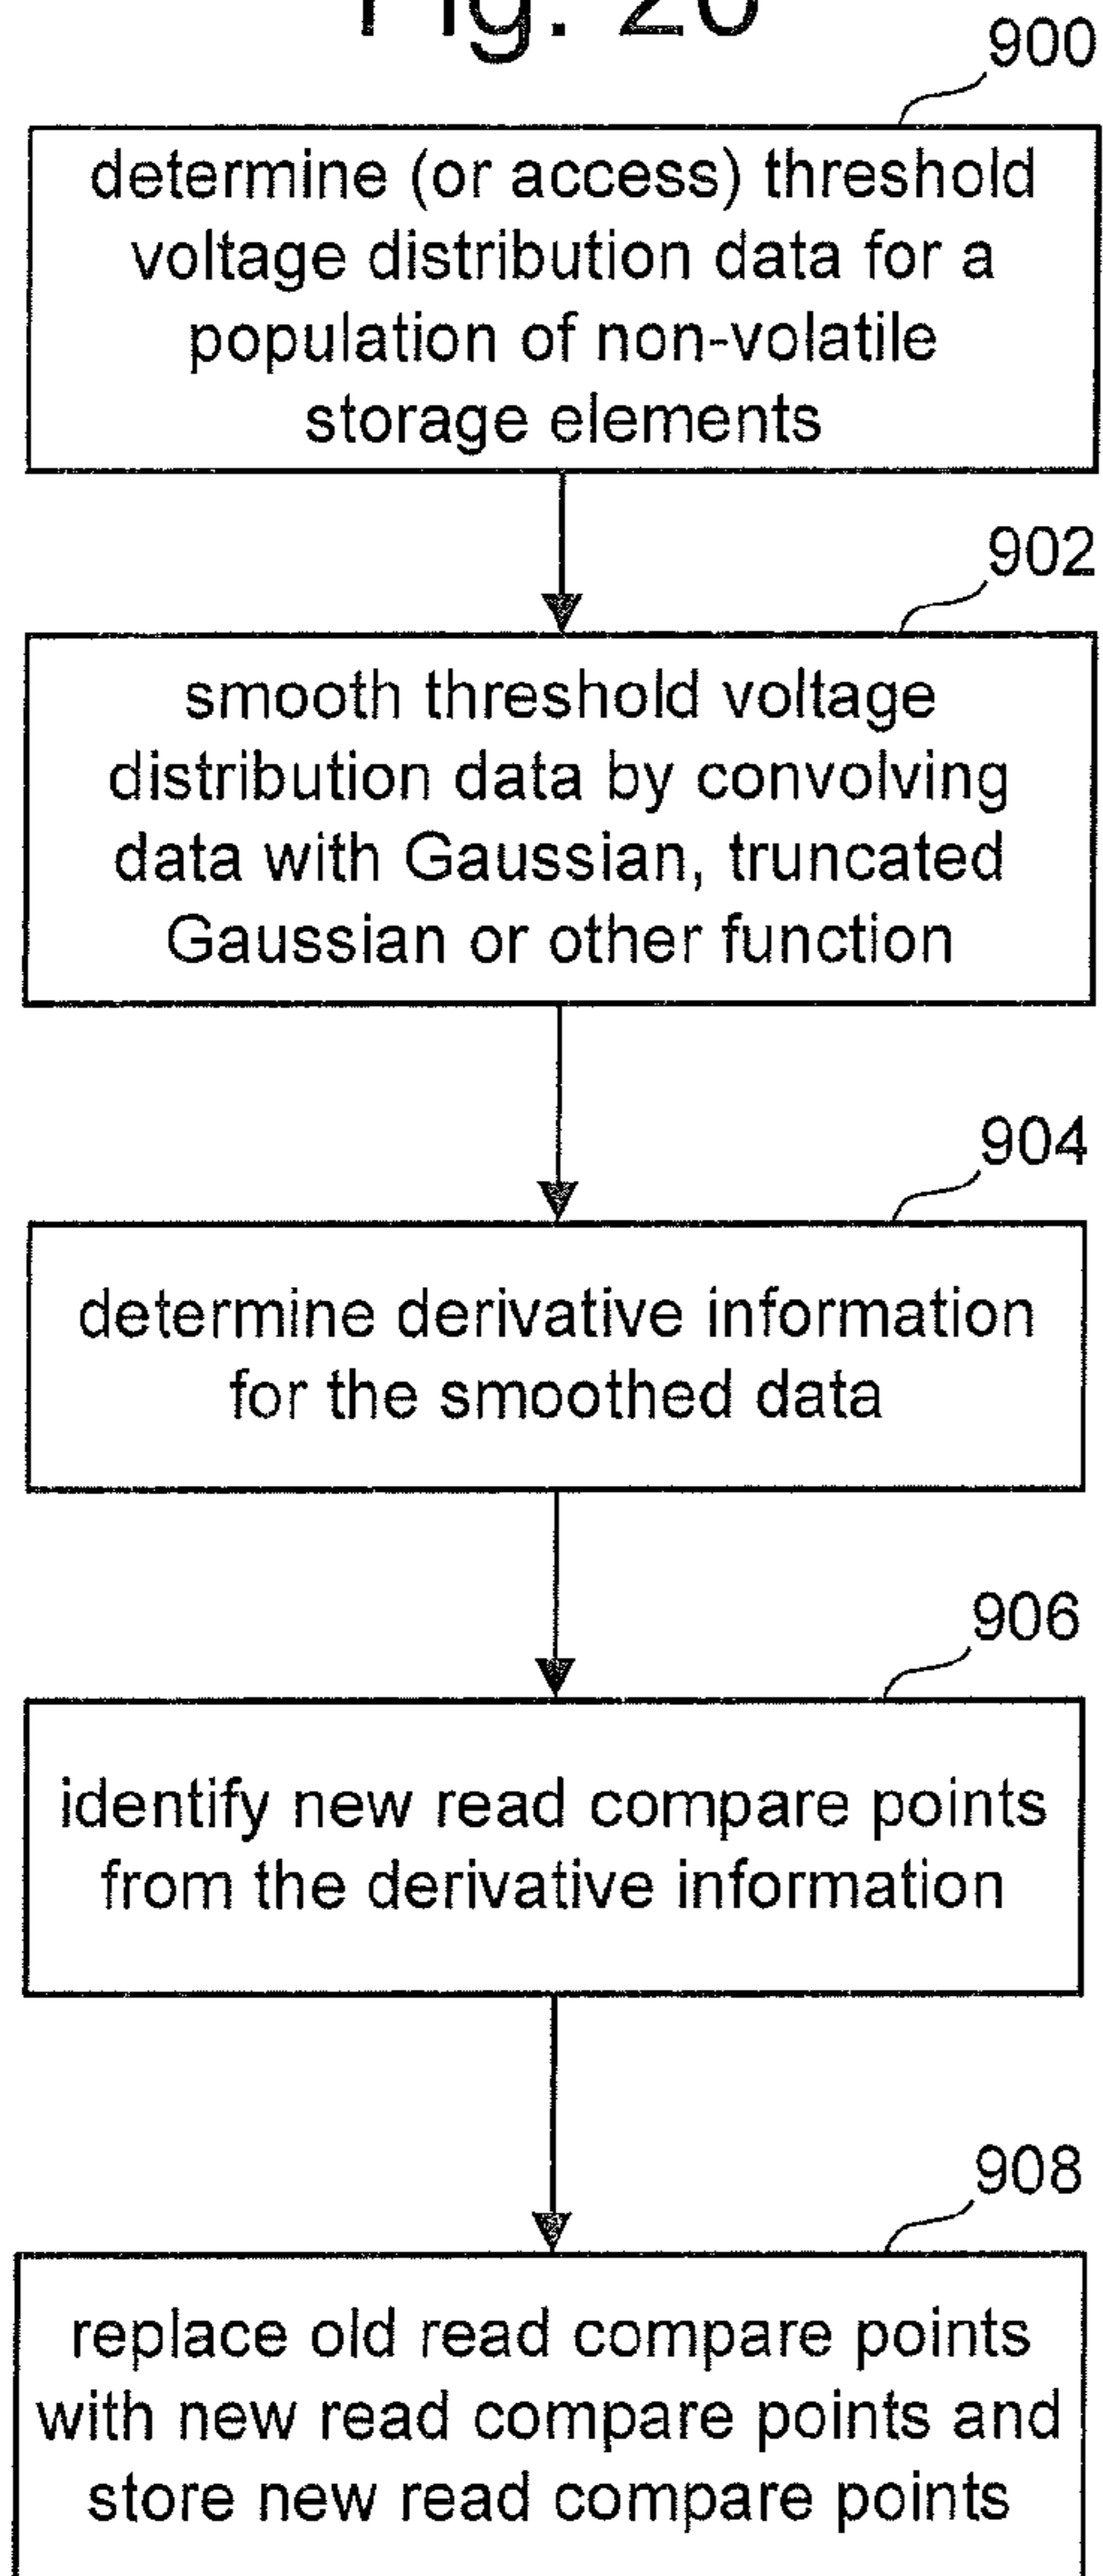 Fig. 20
900
determine (or access) threshold
voltage distribution data for a
population of non-volatile
storage elements
902
smooth threshold voltage
distribution data by convolving
data with Gaussian, truncated
Gaussian or other function
904
determine derivative information
for the smoothed data
906
identify new read compare points
from the derivative information
908
replace old read compare points
with new read compare points and
store new read compare points